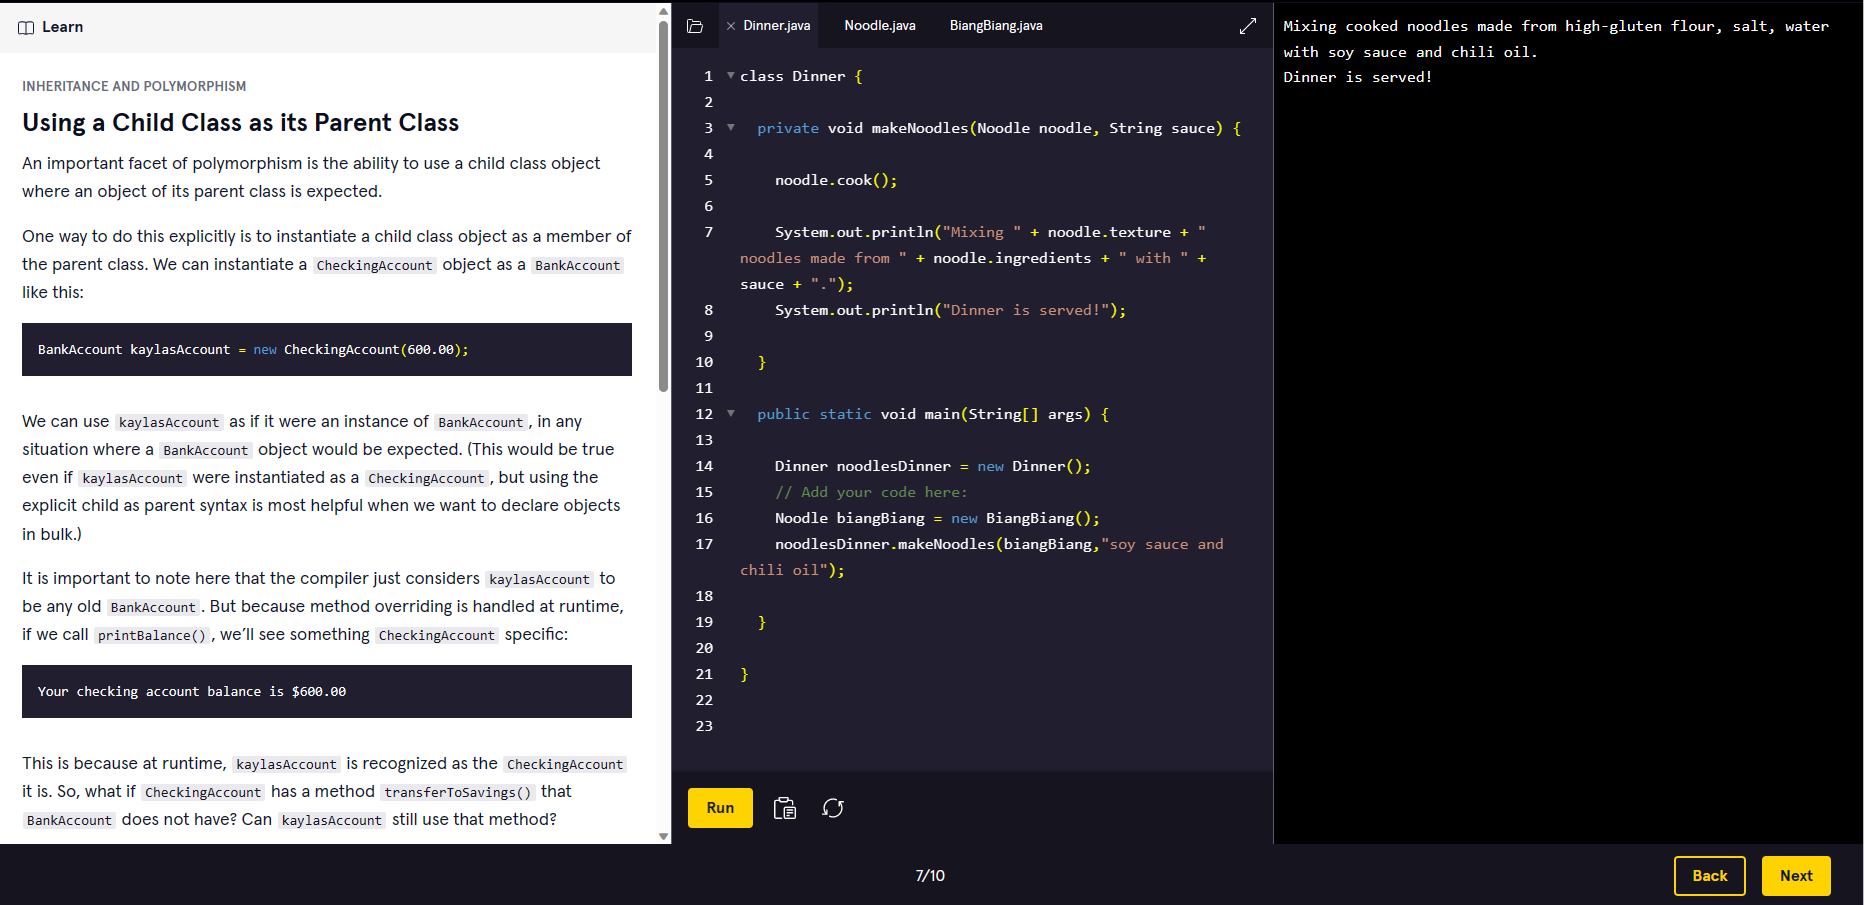 Learn
INHERITANCE AND POLYMORPHISM
Using a Child Class as its Parent Class
An important facet of polymorphism is the ability to use a child class object
where an object of its parent class is expected.
One way to do this explicitly is to instantiate a child class object as a member of
the parent class. We can instantiate a CheckingAccount object as a BankAccount
like this:
BankAccount kaylasAccount = new CheckingAccount(600.00);
We can use kaylasAccount as if it were an instance of BankAccount, in any
situation where a BankAccount object would be expected. (This would be true
even if kaylasAccount were instantiated as a CheckingAccount, but using the
explicit child as parent syntax is most helpful when we want to declare objects
in bulk.)
It is important to note here that the compiler just considers kaylasAccount to
be any old BankAccount. But because method overriding is handled at runtime,
if we call printBalance(), we'll see something CheckingAccount specific:
Your checking account balance is $600.00
This is because at runtime, kaylasAccount is recognized as the CheckingAccount
it is. So, what if CheckingAccount has a method transferToSavings() that
BankAccount does not have? Can kaylasAccount still use that method?
Dinner.java Noodle.java BiangBiang.java
1 class Dinner {
2
3 private void makeNoodles(Noodle noodle, String sauce) {
4
5 noodle.cook();
6
7 System.out.println("Mixing " + noodle.texture + "
noodles made from " + noodle.ingredients + " with " +
sauce + ".");
8 System.out.println("Dinner is served!");
9
10 }
11
12 public static void main(String[] args) {
13
14 Dinner noodlesDinner = new Dinner();
15 // Add your code here:
16 Noodle biangBiang = new BiangBiang();
17 noodlesDinner.makeNoodles(biangBiang,"soy sauce and
chili oil");
18
19 }
20
21 }
22
23
Run
Mixing cooked noodles made from high-gluten flour, salt, water
with soy sauce and chili oil.
Dinner is served!
7/10
Back
Next